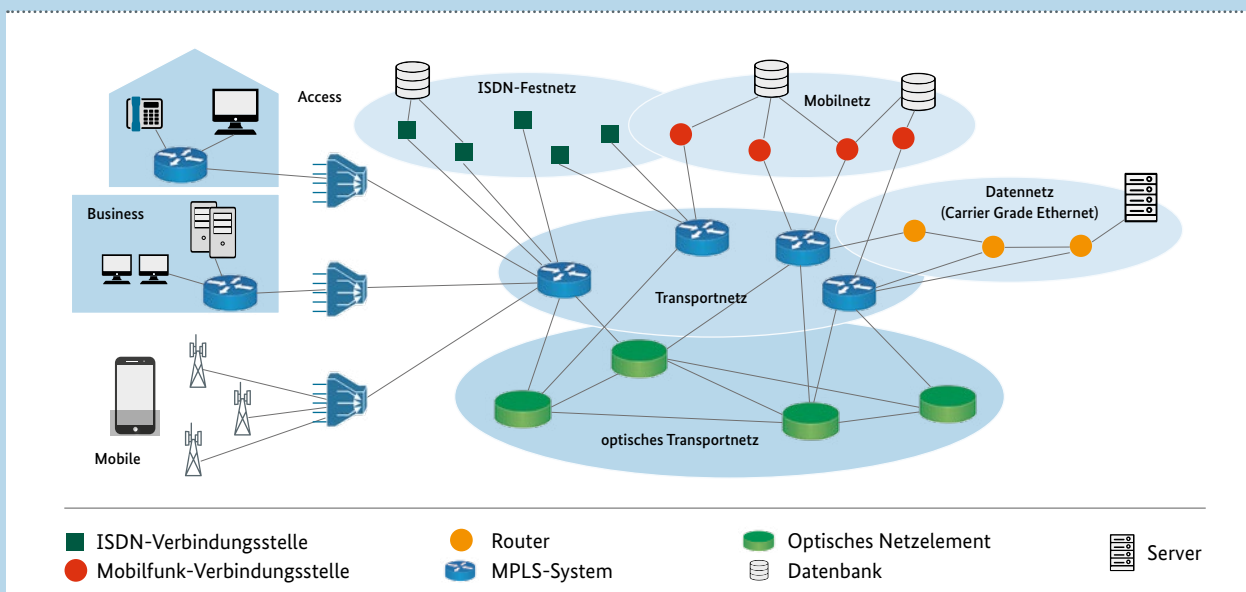 Access
ISDN-Festnetz
Mobilnetz
Business
Datennetz
(Carrier Grade Ethernet)
Transportnetz
optisches Transportnetz
Mobile
ISDN-Verbindungsstelle
Router
Optisches Netzelement
Server
Mobilfunk-Verbindungsstelle
MPLS-System
Datenbank